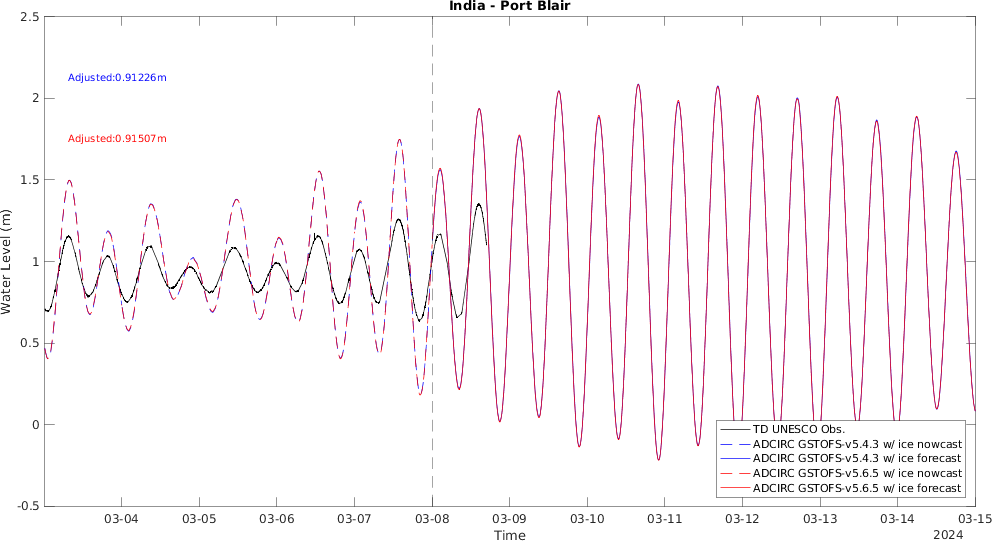 India - Port Blair
2.5
2
1.5
1
0.5
0
-0.5
Water Level (m)
Adjusted:0.91226m
Adjusted:0.91507m
TD UNESCO Obs.
ADCIRC GSTOFS-v5.4.3 w/ ice nowcast
ADCIRC GSTOFS-v5.4.3 w/ ice forecast
ADCIRC GSTOFS-v5.6.5 w/ ice nowcast
ADCIRC GSTOFS-v5.6.5 w/ ice forecast
03-04 03-05 03-06 03-07 03-08 03-09 03-10 03-11 03-12 03-13 03-14 03-15
Time
2024